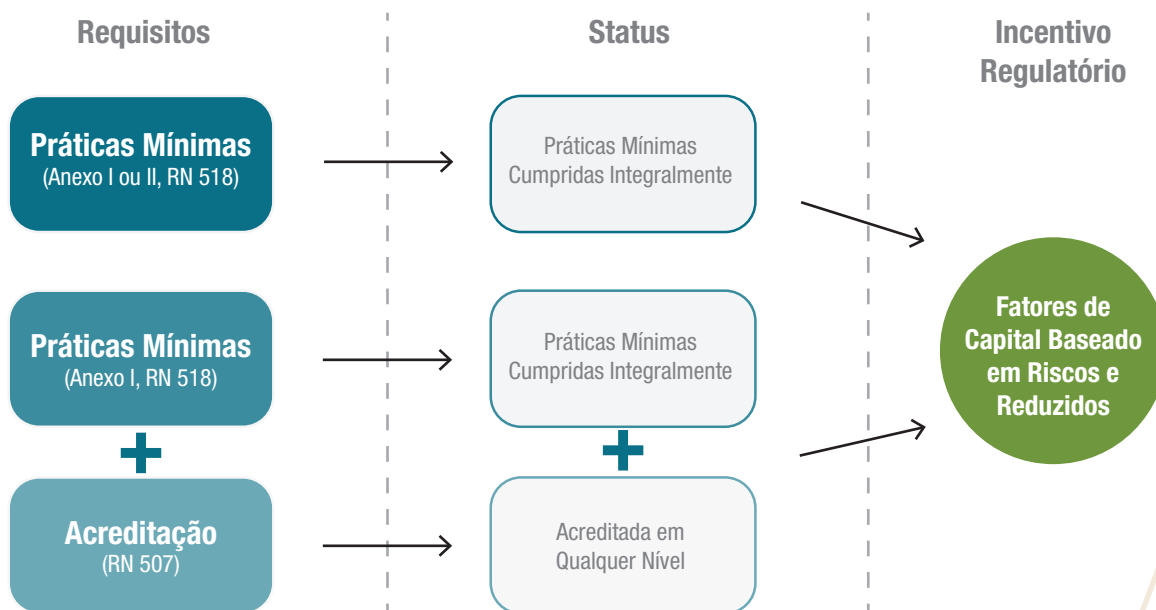 Requisitos
Status
Incentivo
Regulatório
Práticas Mínimas
(Anexo I ou II, RN 518)
Práticas Mínimas
Cumpridas Integralmente
Práticas Mínimas
(Anexo I, RN 518)
Práticas Mínimas
Cumpridas Integralmente
+
+
Acreditação
(RN 507)
Acreditada em
Qualquer Nível
Fatores de
Capital Baseado
em Riscos e
Reduzidos